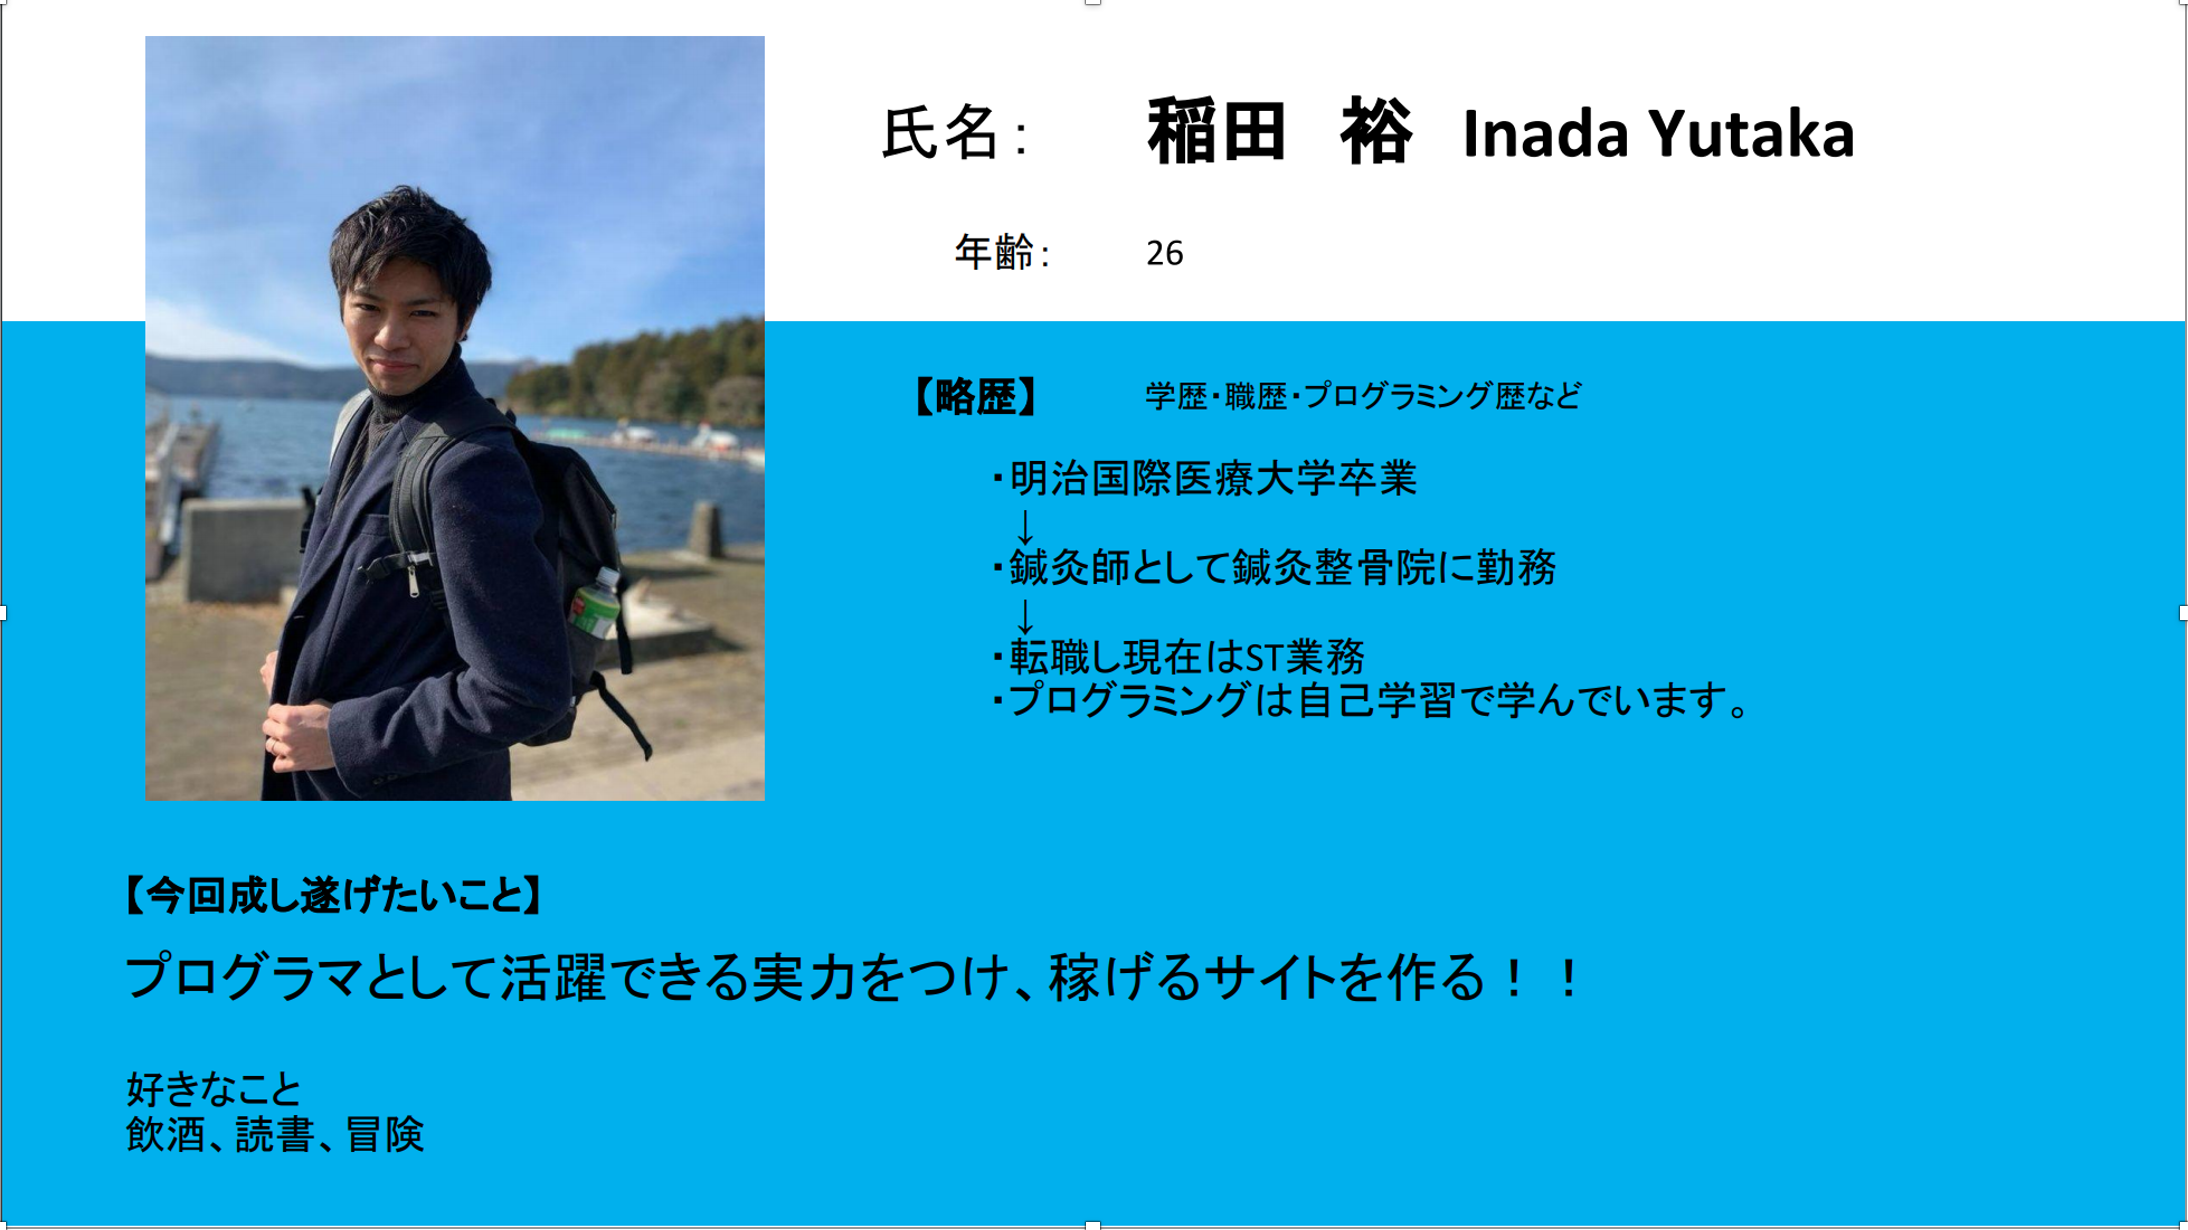 氏名： 稲田　裕 Inada Yutaka
年齢： 26
【略歴】 学歴・職歴・プログラミング歴など
・明治国際医療大学卒業
↓
・鍼灸師として鍼灸整骨院に勤務
↓
・転職し現在はST業務
・プログラミングは自己学習で学んでいます。
【今回成し遂げたいこと】
プログラマとして活躍できる実力をつけ、稼げるサイトを作る！！
好きなこと
飲酒、読書、冒険